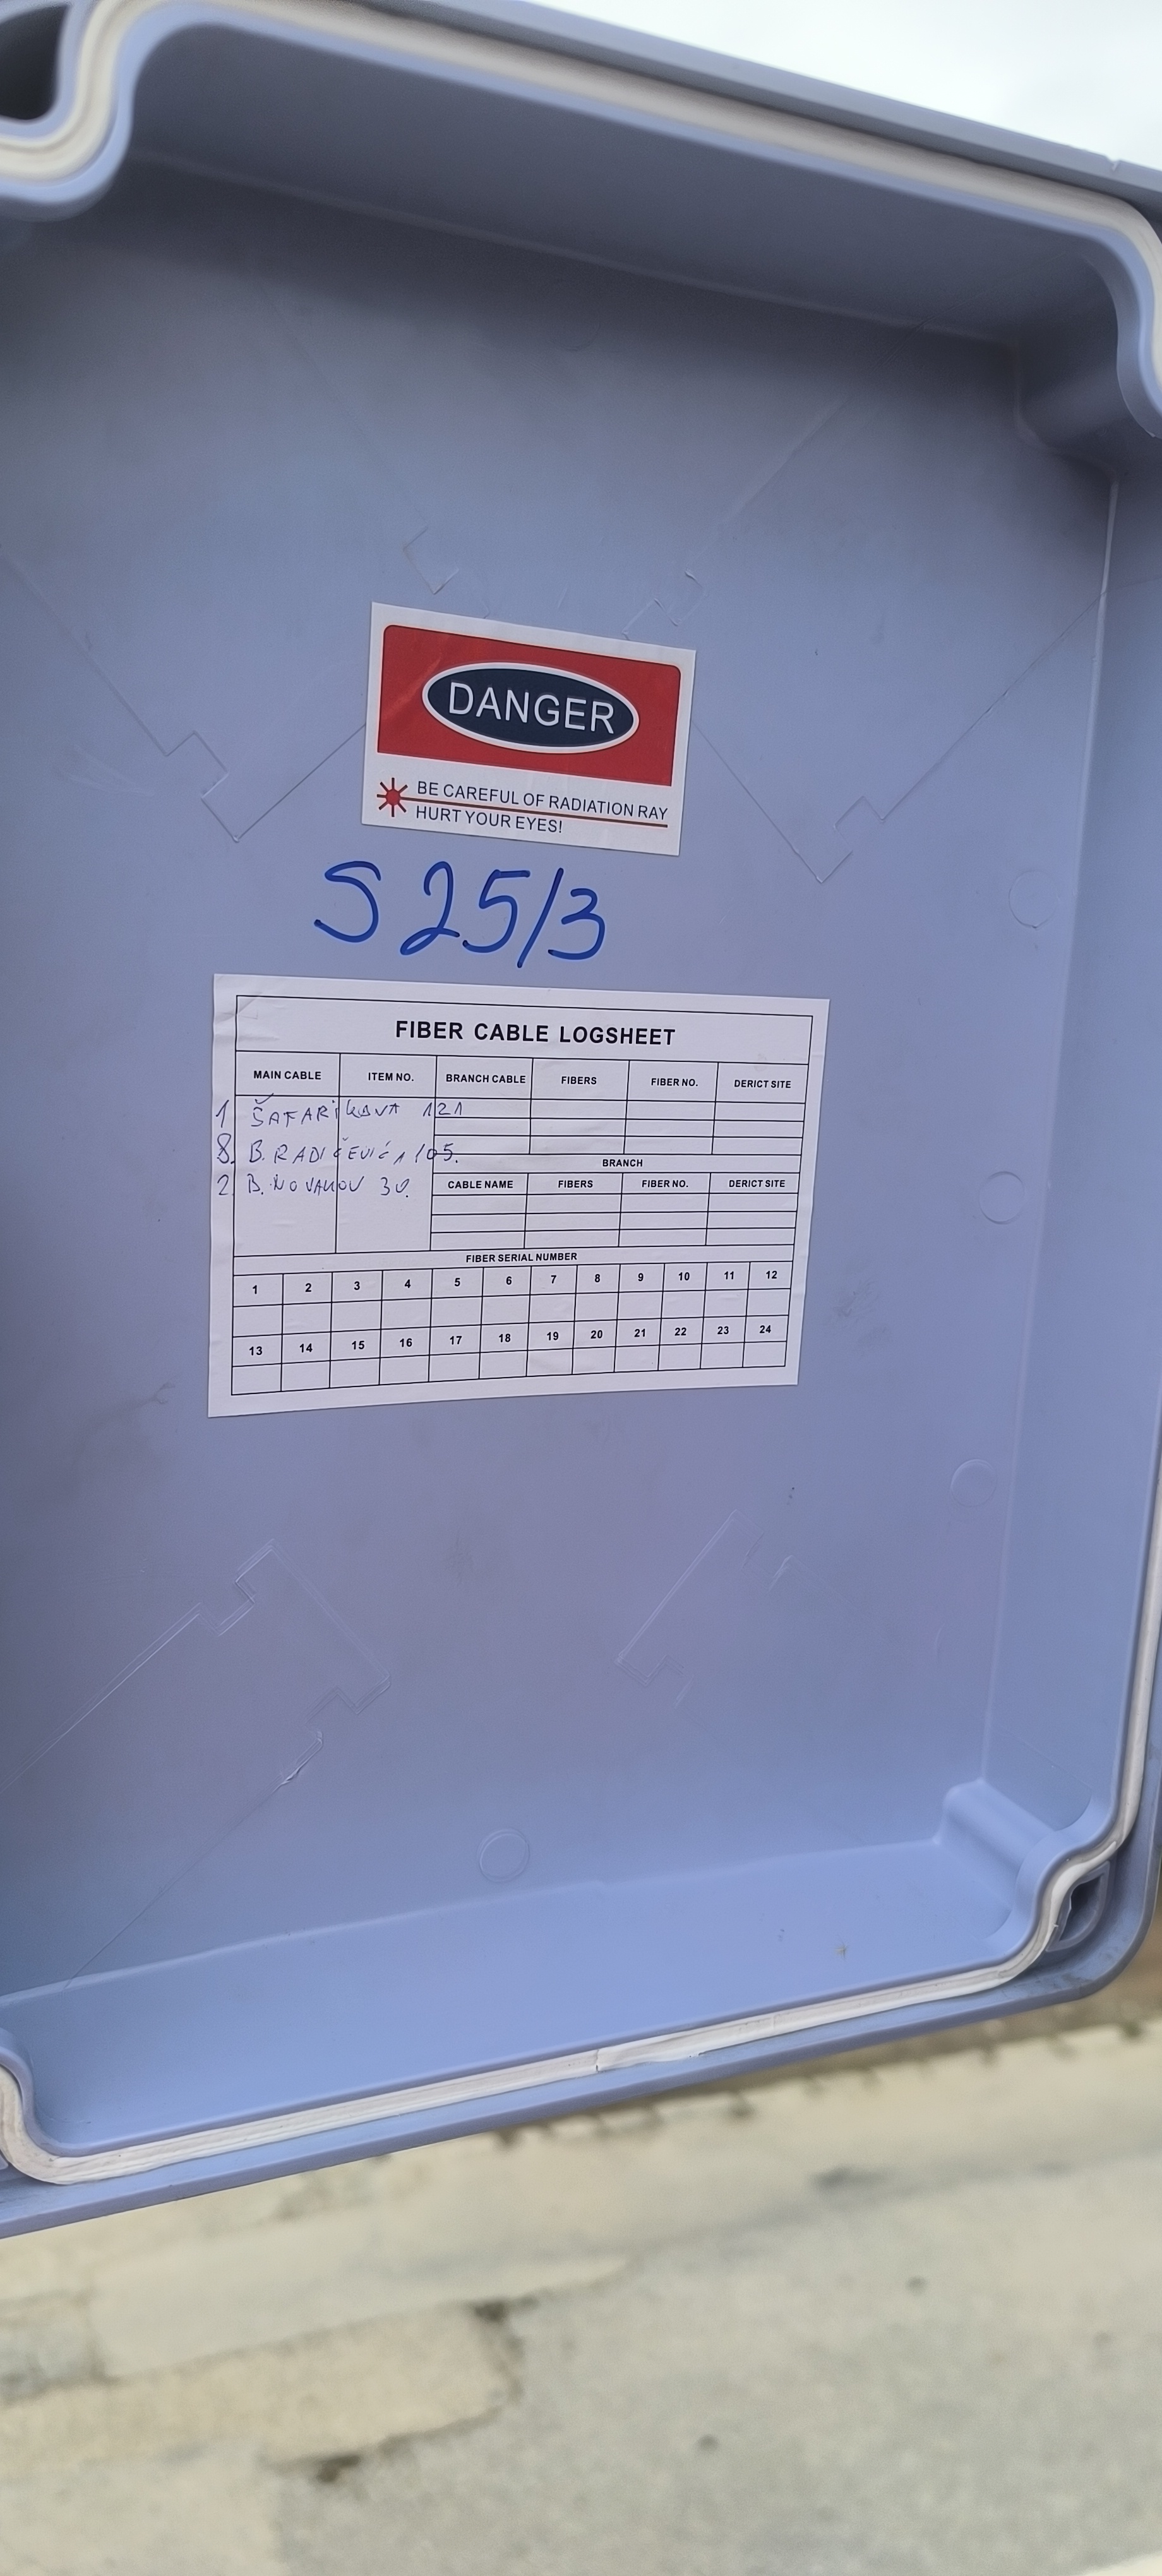 DANGER
BE CAREFUL OF RADIATION RAY
HURT YOUR EYES!
S 25/3
FIBER CABLE LOGSHEET
MAIN CABLE ITEM NO. BRANCH CABLE FIBERS FIBER NO. DERICT SITE
1 ŠAFARIKOVA 121
8. B. RADIČEVIĆA 105.
BRANCH
CABLE NAME FIBERS FIBER NO. DERICT SITE
2 B. NOVAKOV 30.
FIBER SERIAL NUMBER
1 2 3 4 5 6 7 8 9 10 11 12
13 14 15 16 17 18 19 20 21 22 23 24